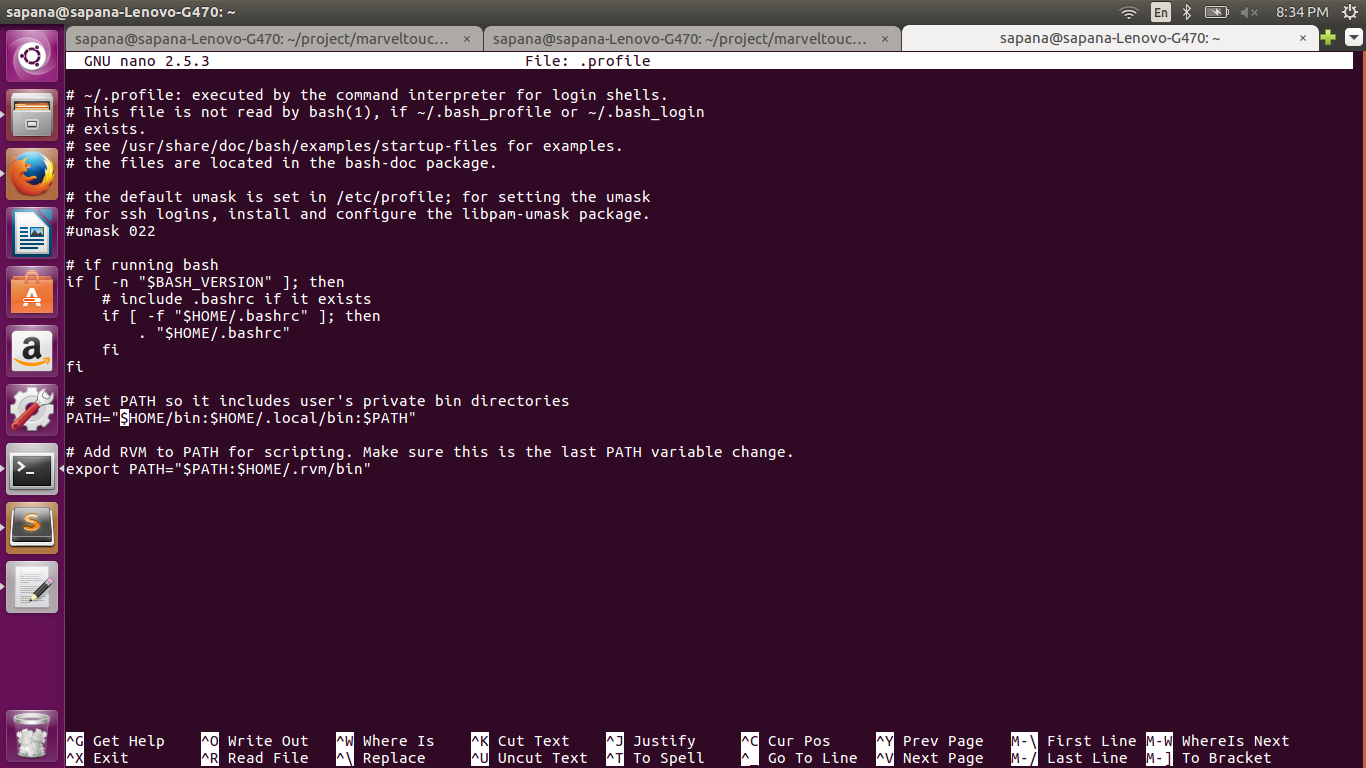 sapana@sapana-Lenovo-G470: ~
En
8:34 PM
sapana@sapana-Lenovo-G470: ~/project/marveltouc... ×
sapana@sapana-Lenovo-G470: ~/project/marveltouc... ×
sapana@sapana-Lenovo-G470: ~ ×
GNU nano 2.5.3 File: .profile
# ~/.profile: executed by the command interpreter for login shells.
# This file is not read by bash(1), if ~/.bash_profile or ~/.bash_login
# exists.
# see /usr/share/doc/bash/examples/startup-files for examples.
# the files are located in the bash-doc package.
# the default umask is set in /etc/profile; for setting the umask
# for ssh logins, install and configure the libpam-umask package.
#umask 022
# if running bash
if [ -n "$BASH_VERSION" ]; then
    # include .bashrc if it exists
    if [ -f "$HOME/.bashrc" ]; then
        . "$HOME/.bashrc"
    fi
fi
# set PATH so it includes user's private bin directories
PATH="$HOME/bin:$HOME/.local/bin:$PATH"
# Add RVM to PATH for scripting. Make sure this is the last PATH variable change.
export PATH="$PATH:$HOME/.rvm/bin"
^G Get Help ^O Write Out ^W Where Is ^K Cut Text ^J Justify ^C Cur Pos ^Y Prev Page M-\ First Line M-W WhereIs Next
^X Exit ^R Read File ^\ Replace ^U Uncut Text ^T To Spell ^_ Go To Line ^V Next Page M-/ Last Line M-] To Bracket